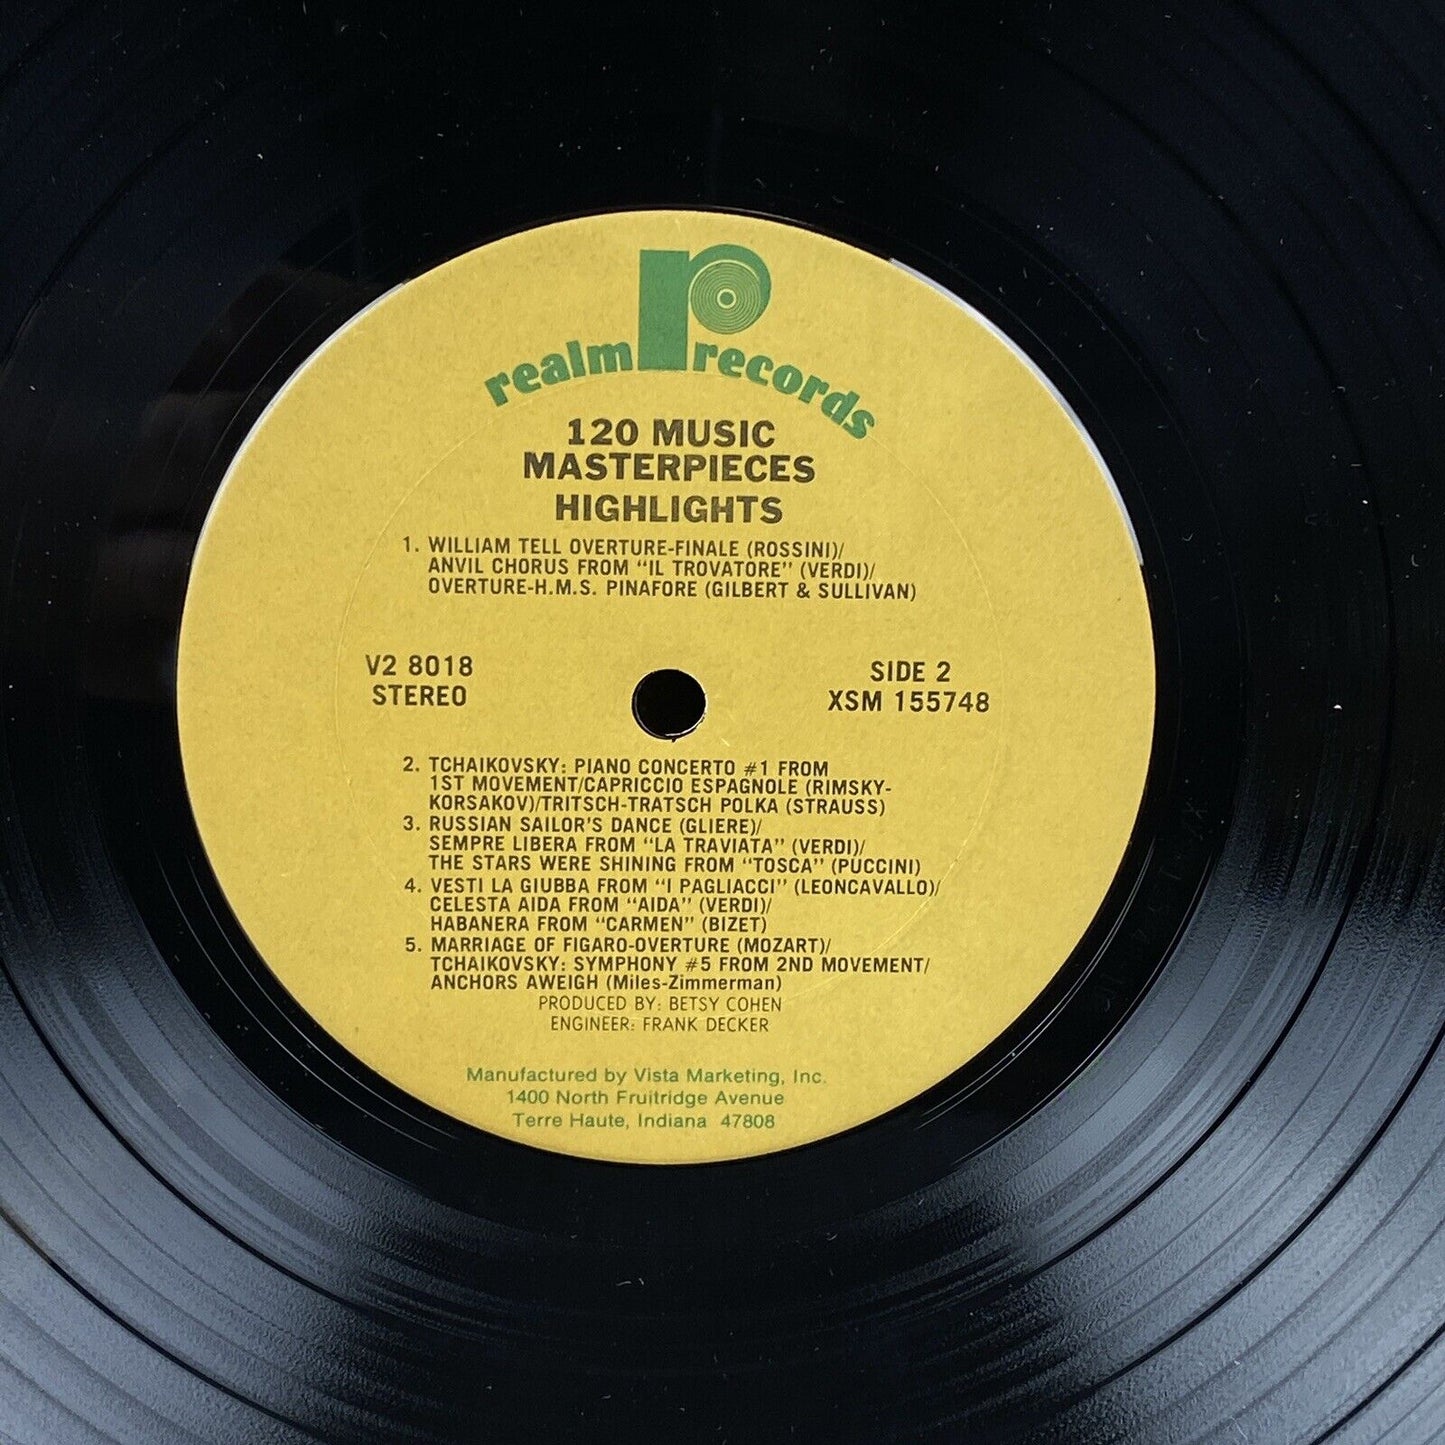 realm records
120 MUSIC
MASTERPIECES
HIGHLIGHTS
1. WILLIAM TELL OVERTURE-FINALE (ROSSINI)/
ANVIL CHORUS FROM "IL TROVATORE" (VERDI)/
OVERTURE-H.M.S. PINAFORE (GILBERT & SULLIVAN)
V2 8018
STEREO
SIDE 2
XSM 155748
2. TCHAIKOVSKY: PIANO CONCERTO #1 FROM
1ST MOVEMENT/CAPRICCIO ESPAGNOLE (RIMSKY-
KORSAKOV)/TRITSCH-TRATSCH POLKA (STRAUSS)
3. RUSSIAN SAILOR'S DANCE (GLIERE)/
SEMPRE LIBERA FROM "LA TRAVIATA" (VERDI)/
THE STARS WERE SHINING FROM "TOSCA" (PUCCINI)
4. VESTI LA GIUBBA FROM "I PAGLIACCI" (LEONCAVALLO)/
CELESTA AIDA FROM "AIDA" (VERDI)/
HABANERA FROM "CARMEN" (BIZET)
5. MARRIAGE OF FIGARO-OVERTURE (MOZART)/
TCHAIKOVSKY: SYMPHONY #5 FROM 2ND MOVEMENT/
ANCHORS AWEIGH (Miles-Zimmerman)
PRODUCED BY: BETSY COHEN
ENGINEER: FRANK DECKER
Manufactured by Vista Marketing, Inc.
1400 North Fruitridge Avenue
Terre Haute, Indiana 47808